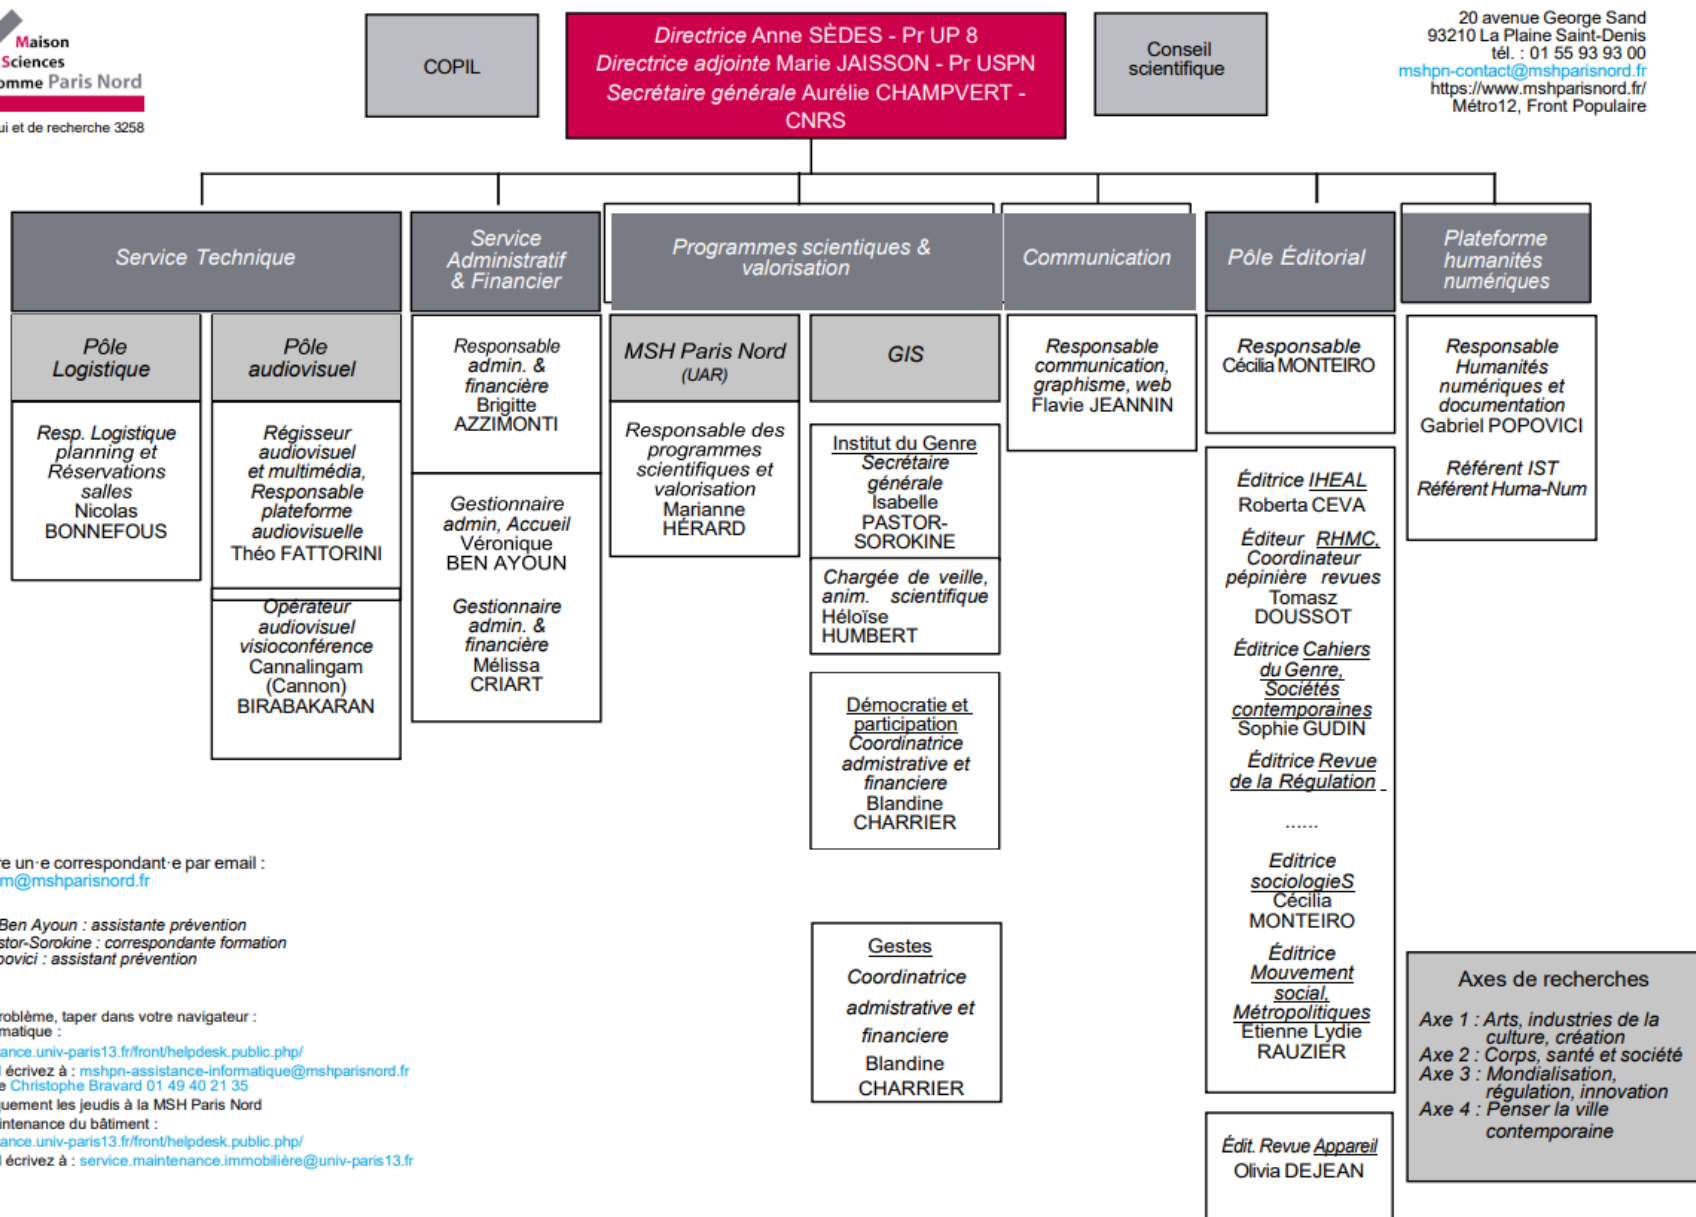 Maison
Sciences
omme Paris Nord
ui et de recherche 3258
COPIL
Directrice Anne SÈDES - Pr UP 8
Directrice adjointe Marie JAISSON - Pr USPN
Secrétaire générale Aurélie CHAMPVERT -
CNRS
Conseil
scientifique
20 avenue George Sand
93210 La Plaine Saint-Denis
tél. : 01 55 93 93 00
mshpn-contact@mshparisnord.fr
https://www.mshparisnord.fr/
Métro12, Front Populaire
Service Technique
Pôle
Logistique
Resp. Logistique
planning et
Réservations
salles
Nicolas
BONNEFOUS
Pôle
audiovisuel
Régisseur
audiovisuel
et multimédia,
Responsable
plateforme
audiovisuelle
Théo FATTORINI
Opérateur
audiovisuel
visioconférence
Cannalingam
(Cannon)
BIRABAKARAN
Service
Administratif
& Financier
Responsable
admin. &
financière
Brigitte
AZZIMONTI
Gestionnaire
admin, Accueil
Véronique
BEN AYOUN
Gestionnaire
admin. &
financière
Mélissa
CRIART
Programmes scientiques &
valorisation
MSH Paris Nord
(UAR)
Responsable des
programmes
scientifiques et
valorisation
Marianne
HÉRARD
GIS
Institut du Genre
Secrétaire
générale
Isabelle
PASTOR-
SOROKINE
Chargée de veille,
anim. scientifique
Héloïse
HUMBERT
Démocratie et
participation
Coordinatrice
admistrative et
financiere
Blandine
CHARRIER
Gestes
Coordinatrice
admistrative et
financiere
Blandine
CHARRIER
Communication
Responsable
communication,
graphisme, web
Flavie JEANNIN
Pôle Éditorial
Responsable
Cécilia MONTEIRO
Éditrice IHEAL
Roberta CEVA
Éditeur RHMC,
Coordinateur
pépinière revues
Tomasz
DOUSSOT
Éditrice Cahiers
du Genre,
Sociétés
contemporaines
Sophie GUDIN
Éditrice Revue
de la Régulation
......
Editrice
sociologieS
Cécilia
MONTEIRO
Éditrice
Mouvement
social,
Métropolitiques
Etienne Lydie
RAUZIER
Édit. Revue Appareil
Olivia DEJEAN
Plateforme
humanités
numériques
Responsable
Humanités
numériques et
documentation
Gabriel POPOVICI
Référent IST
Référent Huma-Num
re un·e correspondant·e par email :
m@mshparisnord.fr
Ben Ayoun : assistante prévention
stor-Sorokine : correspondante formation
povici : assistant prévention
roblème, taper dans votre navigateur :
matique :
ance.univ-paris13.fr/front/helpdesk.public.php/
l écrivez à : mshpn-assistance-informatique@mshparisnord.fr
e Christophe Bravard 01 49 40 21 35
quement les jeudis à la MSH Paris Nord
intenance du bâtiment :
ance.univ-paris13.fr/front/helpdesk.public.php/
l écrivez à : service.maintenance.immobilière@univ-paris13.fr
Axes de recherches
Axe 1 : Arts, industries de la
culture, création
Axe 2 : Corps, santé et société
Axe 3 : Mondialisation,
régulation, innovation
Axe 4 : Penser la ville
contemporaine